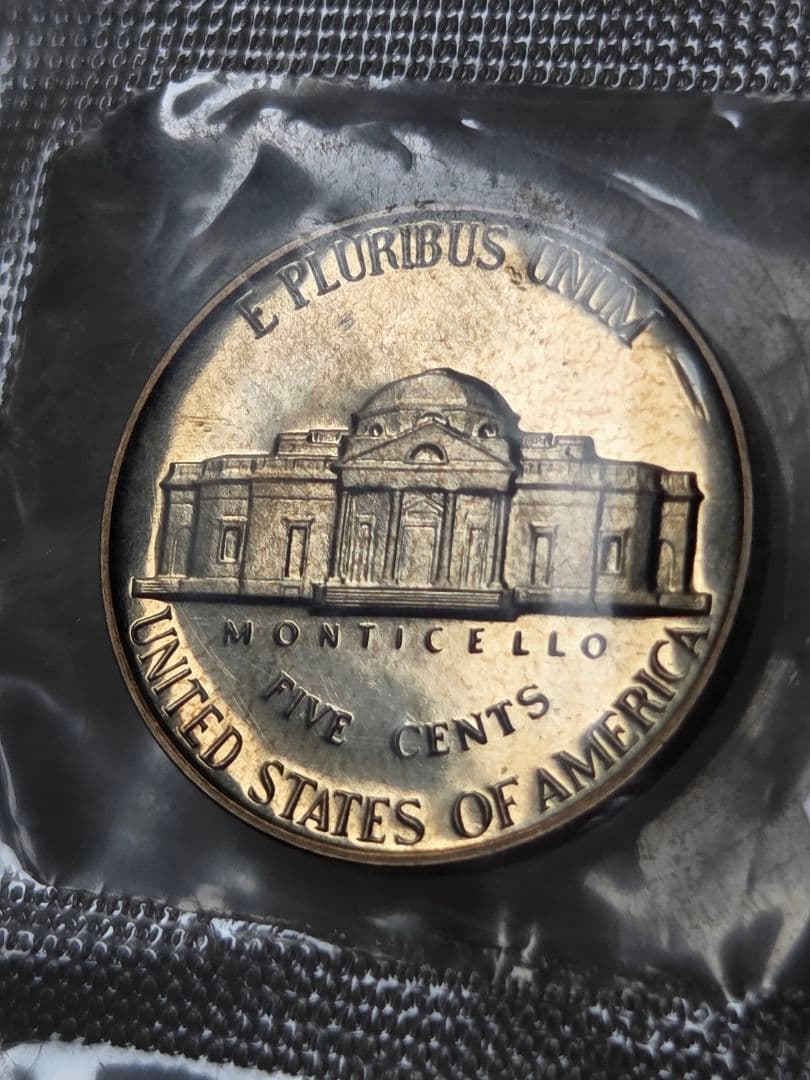 E PLURIBUS UNUM
MONTICELLO
FIVE CENTS
UNITED STATES OF AMERICA